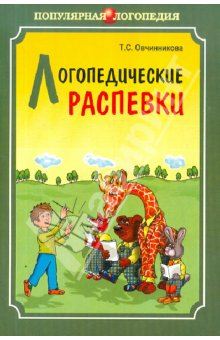 ПОПУЛЯРНАЯ ЛОГОПЕДИЯ
Т.С. Овчинникова
ЛОГОПЕДИЧЕСКИЕ
РАСПЕВКИ